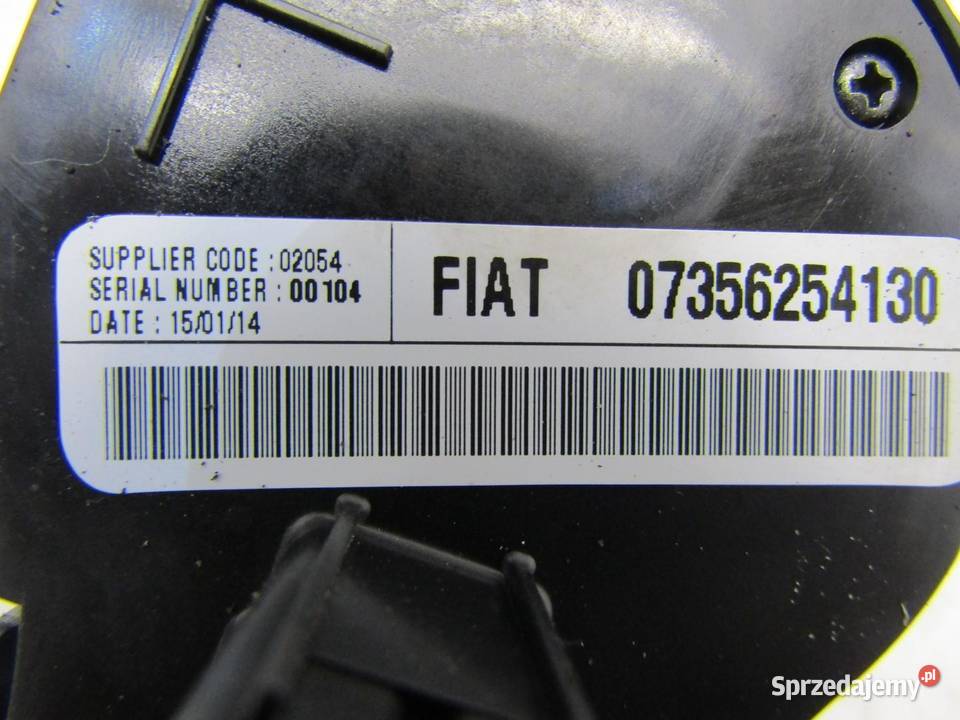 SUPPLIER CODE : 02054
SERIAL NUMBER : 00104
DATE : 15/01/14
FIAT 07356254130
Sprzedajemy.pl